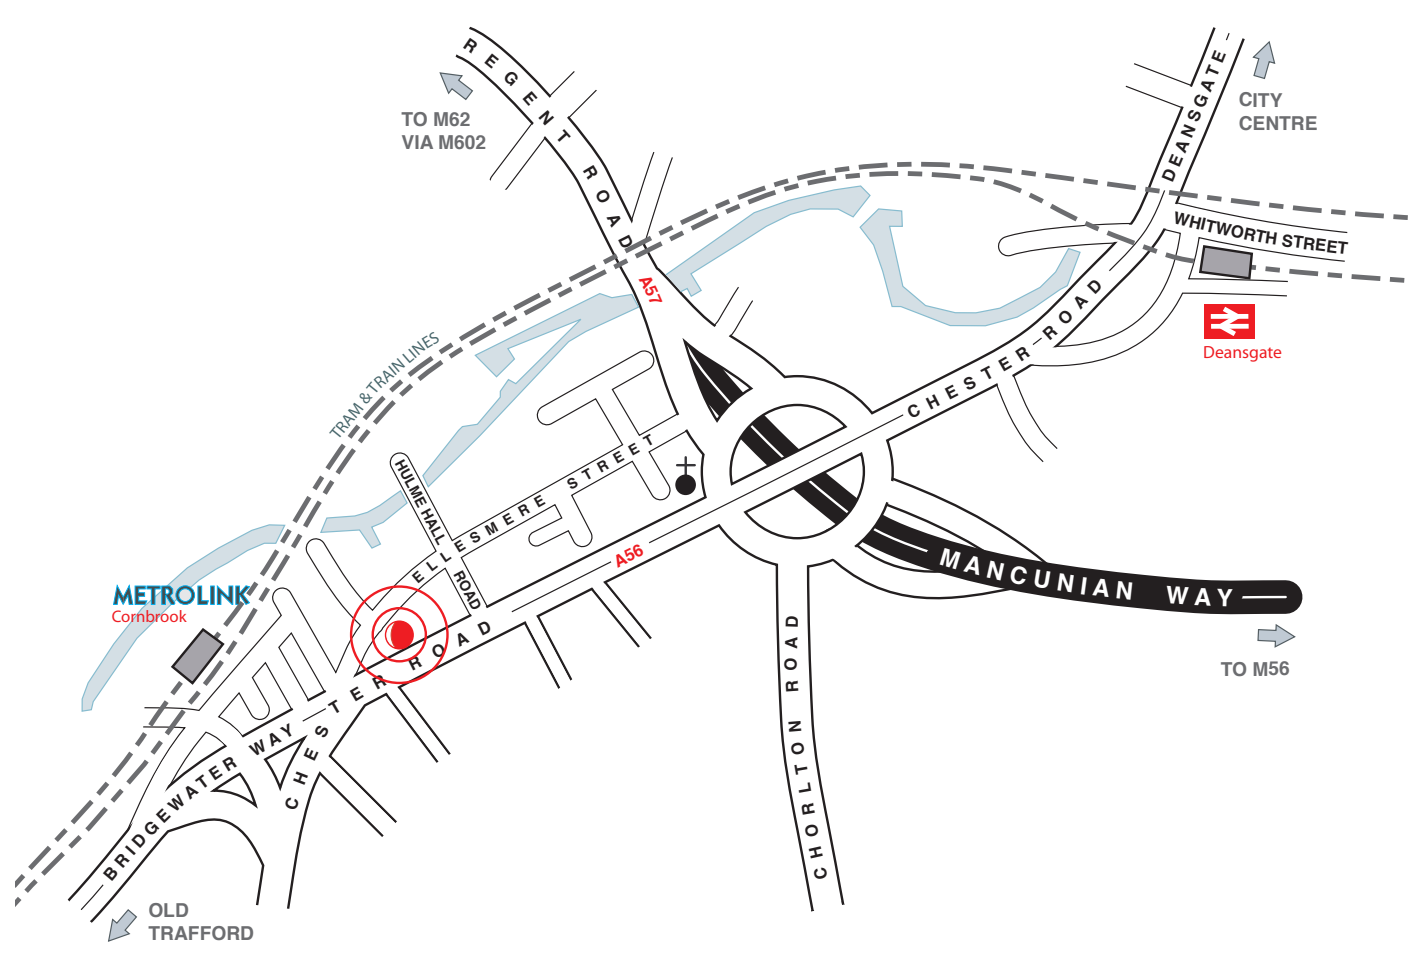 REGENT ROAD
TO M62
VIA M602
DEANSGATE
CITY
CENTRE
WHITWORTH STREET
Deansgate
A57
TRAM & TRAIN LINES
CHESTER ROAD
HULME HALL
ROAD
ELLESMERE STREET
A56
MANCUNIAN WAY
TO M56
METROLINK
Cornbrook
CHESTER ROAD
BRIDGEWATER WAY
CHORLTON ROAD
OLD
TRAFFORD